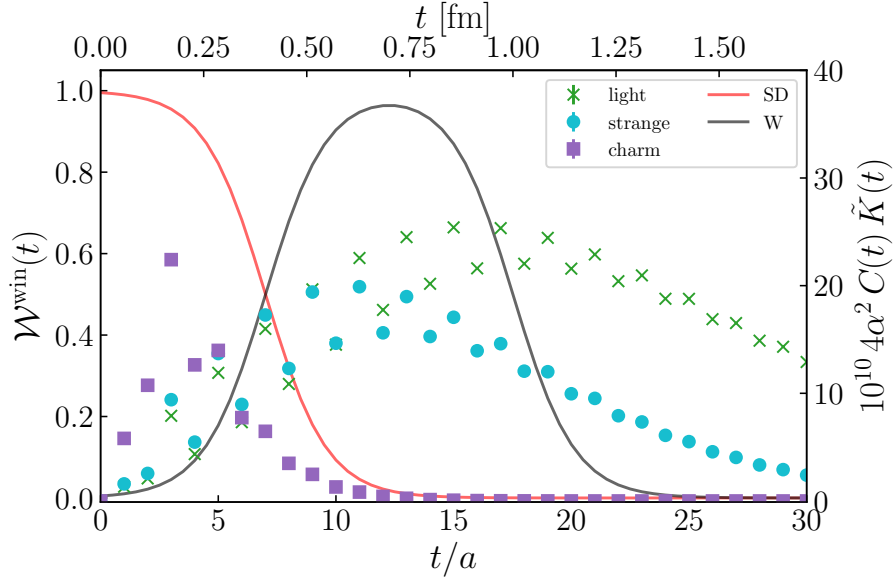 t [fm]
0.00 0.25 0.50 0.75 1.00 1.25 1.50
1.0
0.8
0.6
0.4
0.2
0.0
𝒲^win(t)
light
strange
charm
SD
W
40
30
20
10
0
10^10 4α^2 C(t) K̃(t)
0 5 10 15 20 25 30
t/a